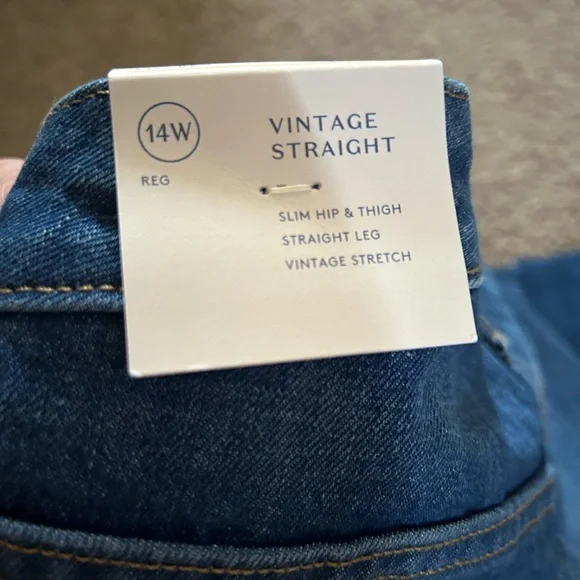 14W
REG
VINTAGE
STRAIGHT
SLIM HIP & THIGH
STRAIGHT LEG
VINTAGE STRETCH